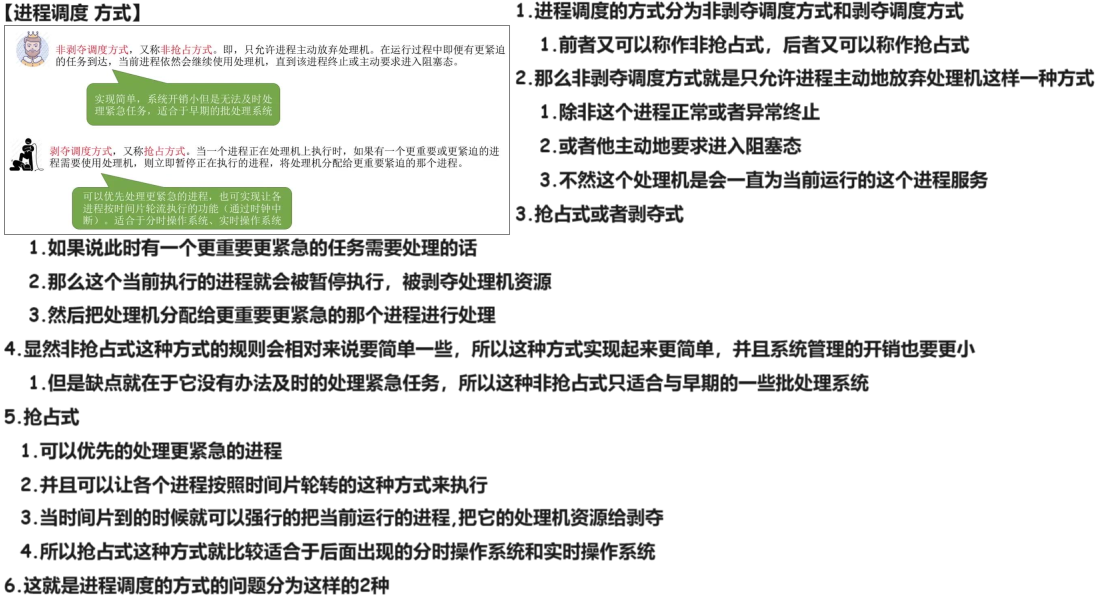 【进程调度 方式】
非剥夺调度方式，又称非抢占方式。即，只允许进程主动放弃处理机。在运行过程中即便有更紧迫
的任务到达，当前进程依然会继续使用处理机，直到该进程终止或主动要求进入阻塞态。
实现简单，系统开销小但是无法及时处
理紧急任务，适合于早期的批处理系统
剥夺调度方式，又称抢占方式。当一个进程正在处理机上执行时，如果有一个更重要或更紧迫的进
程需要使用处理机，则立即暂停正在执行的进程，将处理机分配给更重要紧迫的那个进程。
可以优先处理更紧急的进程，也可实现让各
进程按时间片轮流执行的功能（通过时钟中
断）。适合于分时操作系统、实时操作系统
1.进程调度的方式分为非剥夺调度方式和剥夺调度方式
1.前者又可以称作非抢占式，后者又可以称作抢占式
2.那么非剥夺调度方式就是只允许进程主动地放弃处理机这样一种方式
1.除非这个进程正常或者异常终止
2.或者他主动地要求进入阻塞态
3.不然这个处理机是会一直为当前运行的这个进程服务
3.抢占式或者剥夺式
1.如果说此时有一个更重要更紧急的任务需要处理的话
2.那么这个当前执行的进程就会被暂停执行，被剥夺处理机资源
3.然后把处理机分配给更重要更紧急的那个进程进行处理
4.显然非抢占式这种方式的规则会相对来说要简单一些，所以这种方式实现起来更简单，并且系统管理的开销也要更小
1.但是缺点就在于它没有办法及时的处理紧急任务，所以这种非抢占式只适合与早期的一些批处理系统
5.抢占式
1.可以优先的处理更紧急的进程
2.并且可以让各个进程按照时间片轮转的这种方式来执行
3.当时间片到的时候就可以强行的把当前运行的进程,把它的处理机资源给剥夺
4.所以抢占式这种方式就比较适合于后面出现的分时操作系统和实时操作系统
6.这就是进程调度的方式的问题分为这样的2种